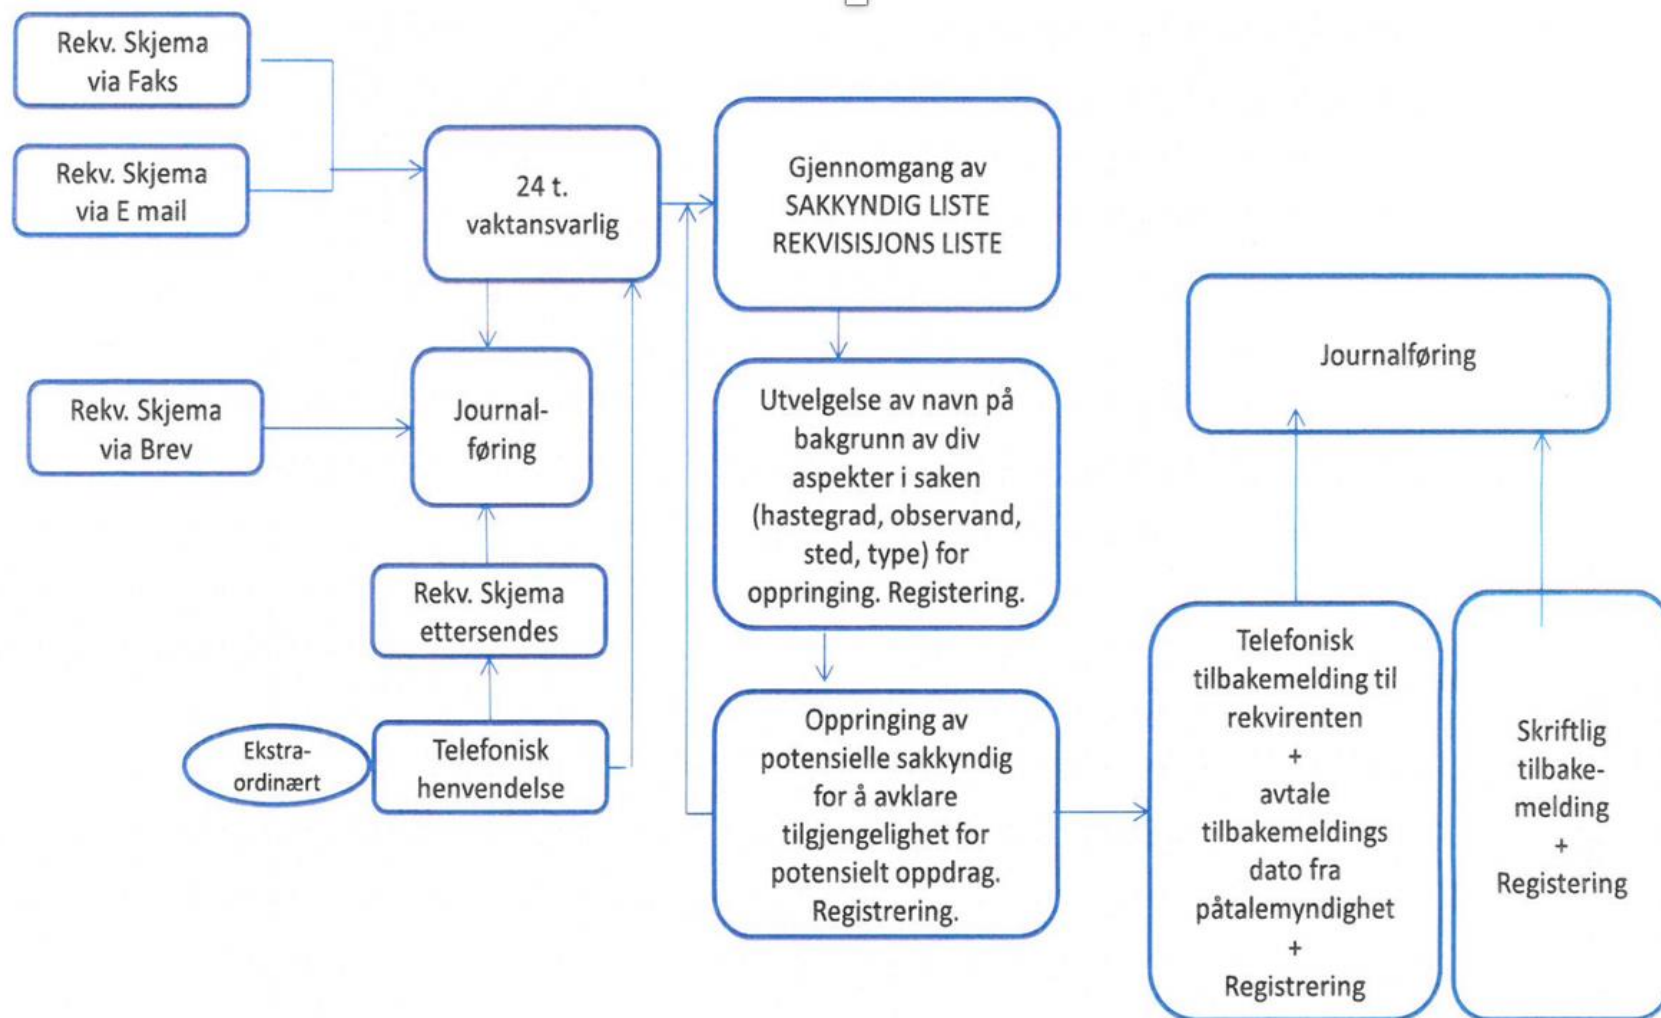 Rekv. Skjema
via Faks
Rekv. Skjema
via E mail
24 t.
vaktansvarlig
Gjennomgang av
SAKKYNDIG LISTE
REKVISISJONS LISTE
Journalføring
Rekv. Skjema
via Brev
Journal-
føring
Utvelgelse av navn på
bakgrunn av div
aspekter i saken
(hastegrad, observand,
sted, type) for
oppringing. Registering.
Rekv. Skjema
ettersendes
Ekstra-
ordinært
Telefonisk
henvendelse
Oppringing av
potensielle sakkyndig
for å avklare
tilgjengelighet for
potensielt oppdrag.
Registrering.
Telefonisk
tilbakemelding til
rekvirenten
+
avtale
tilbakemeldings
dato fra
påtalemyndighet
+
Registrering
Skriftlig
tilbake-
melding
+
Registering